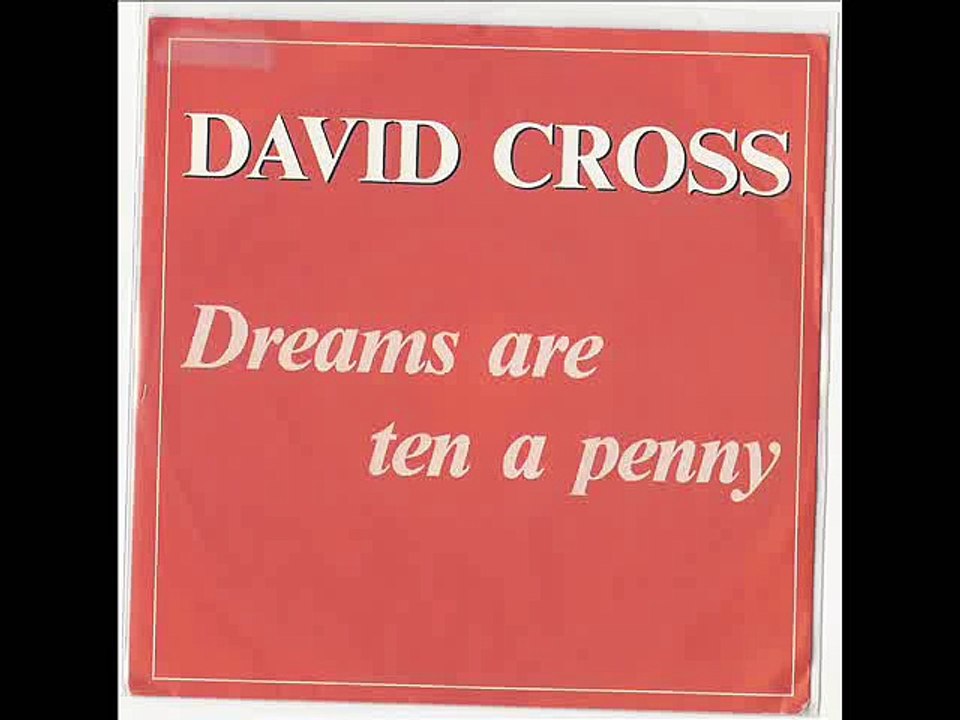 DAVID CROSS
Dreams are
ten a penny